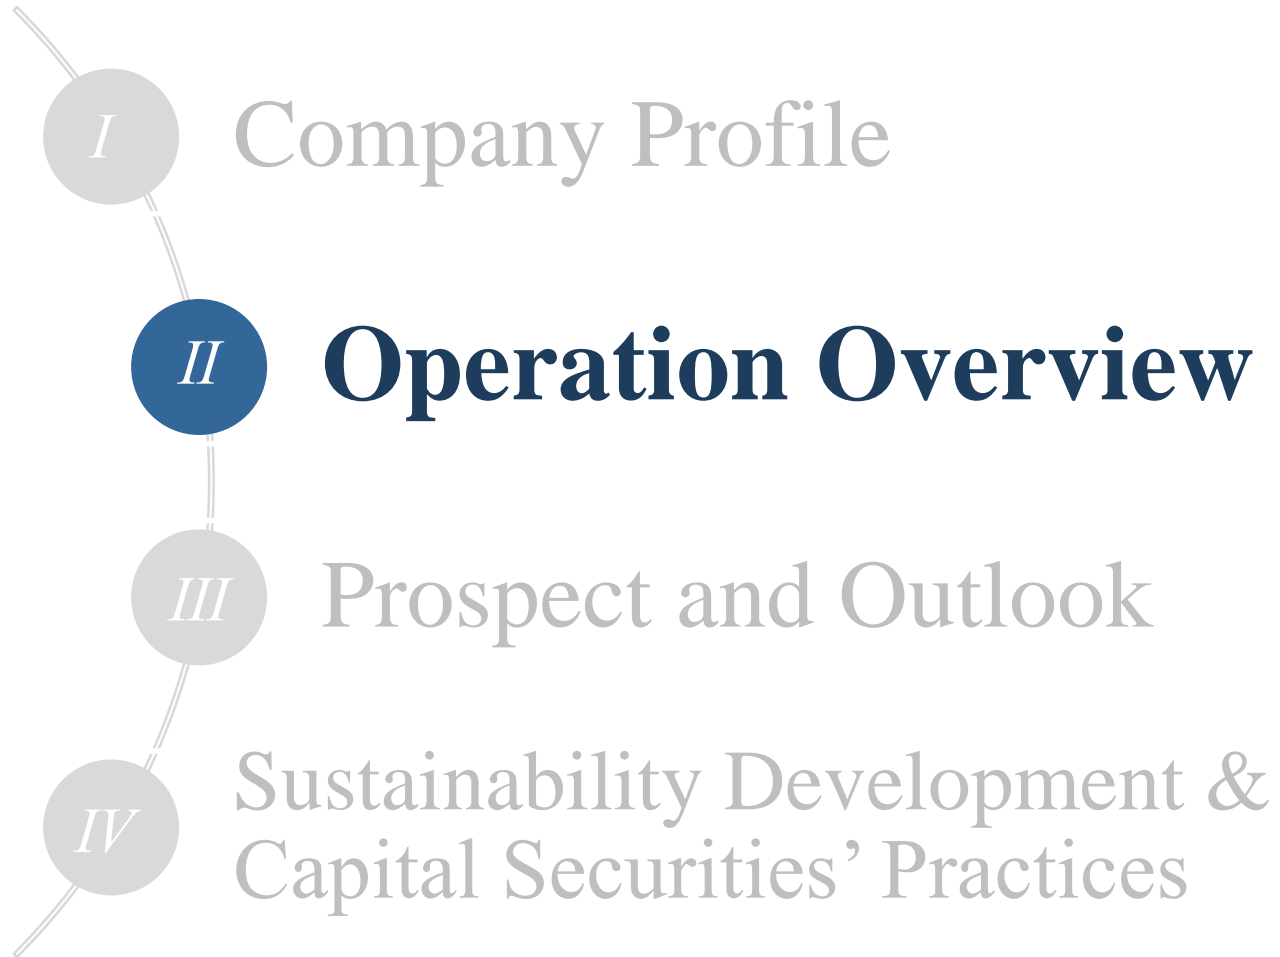 I
Company Profile
II
Operation Overview
III
Prospect and Outlook
IV
Sustainability Development &
Capital Securities’ Practices